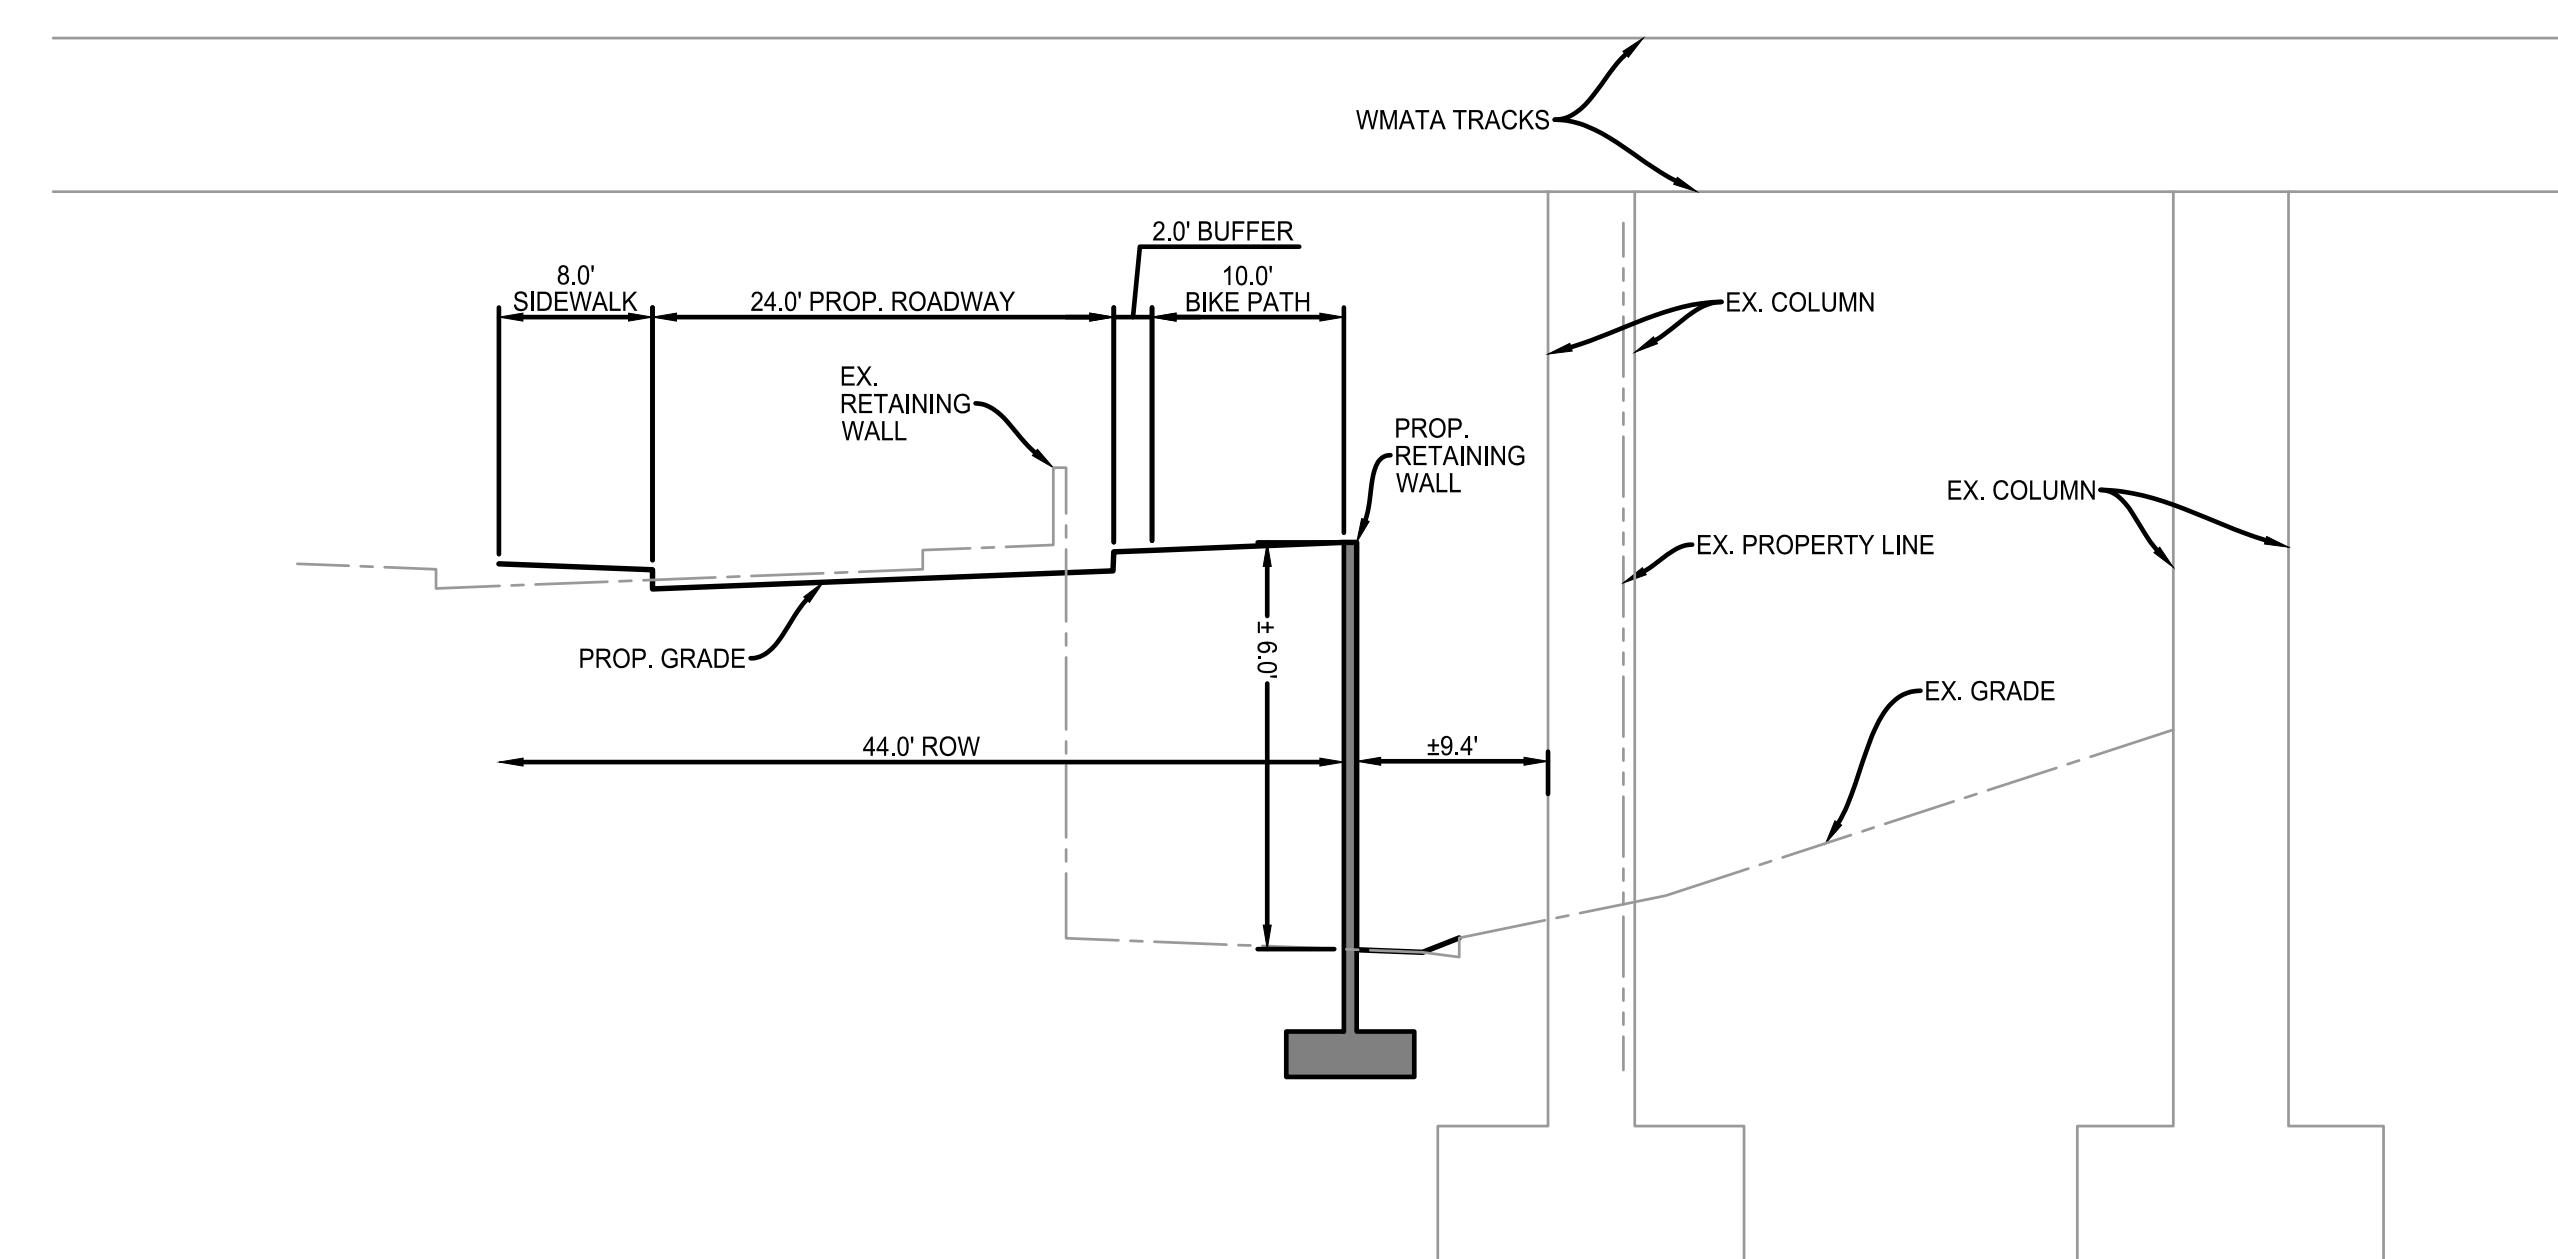 WMATA TRACKS
2.0' BUFFER
8.0'
SIDEWALK
24.0' PROP. ROADWAY
10.0'
BIKE PATH
EX. COLUMN
EX.
RETAINING
WALL
PROP.
RETAINING
WALL
EX. COLUMN
EX. PROPERTY LINE
± 6.0'
PROP. GRADE
EX. GRADE
44.0' ROW
±9.4'